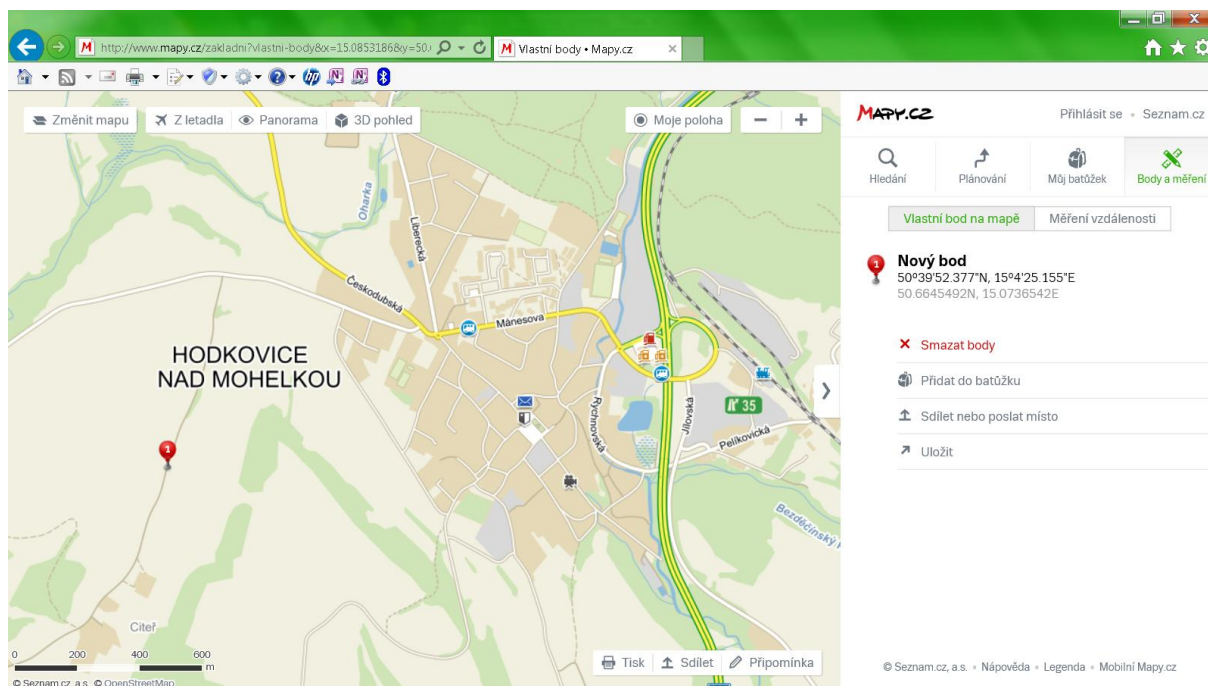 http://www.mapy.cz/zakladni?vlastni-body&x=15.0853186&y=50.
Vlastní body • Mapy.cz
Změnit mapu
Z letadla
Panorama
3D pohled
Moje poloha
MAPY.CZ
Přihlásit se
Seznam.cz
Hledání
Plánování
Můj batůžek
Body a měření
Vlastní bod na mapě
Měření vzdálenosti
1
Nový bod
50°39'52.377"N, 15°4'25.155"E
50.6645492N, 15.0736542E
Smazat body
Přidat do batůžku
Sdílet nebo poslat místo
Uložit
Oharka
Liberecká
Českodubská
Mánesova
HODKOVICE
NAD MOHELKOU
35
Rychnovská
Jílovská
Pelíkovická
1
Bezděčínský
Citeř
0 200 400 600
m
Tisk
Sdílet
Připomínka
© Seznam.cz, a.s. © OpenStreetMap
© Seznam.cz, a.s. • Nápověda • Legenda • Mobilní Mapy.cz